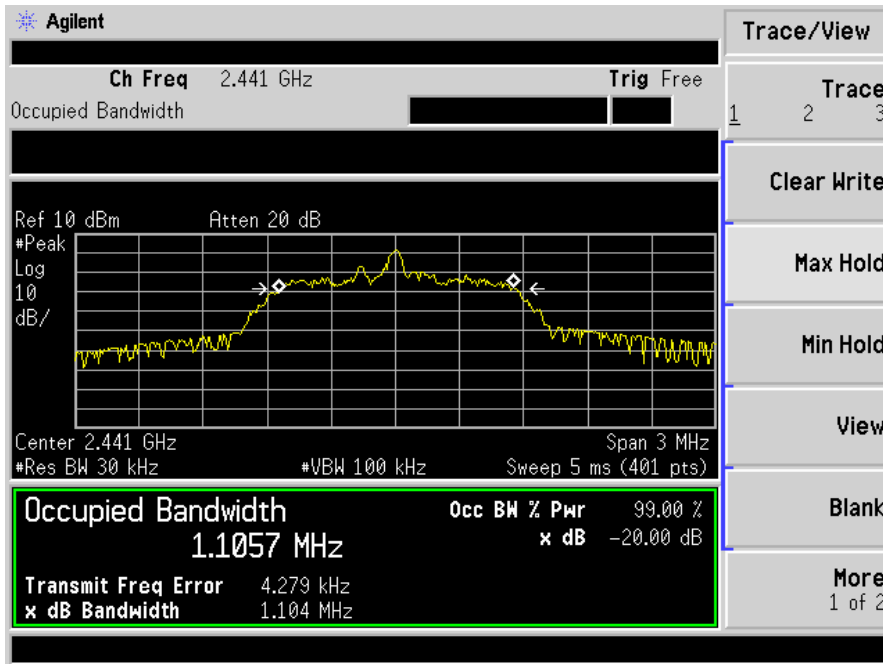 Agilent
Trace/View
Ch Freq 2.441 GHz Trig Free
Occupied Bandwidth
Trace
1 2 3
Clear Write
Max Hold
Min Hold
View
Blank
More
1 of 2
Ref 10 dBm Atten 20 dB
#Peak
Log
10
dB/
Center 2.441 GHz Span 3 MHz
#Res BW 30 kHz #VBW 100 kHz Sweep 5 ms (401 pts)
Occupied Bandwidth Occ BW % Pwr 99.00 %
1.1057 MHz x dB -20.00 dB
Transmit Freq Error 4.279 kHz
x dB Bandwidth 1.104 MHz